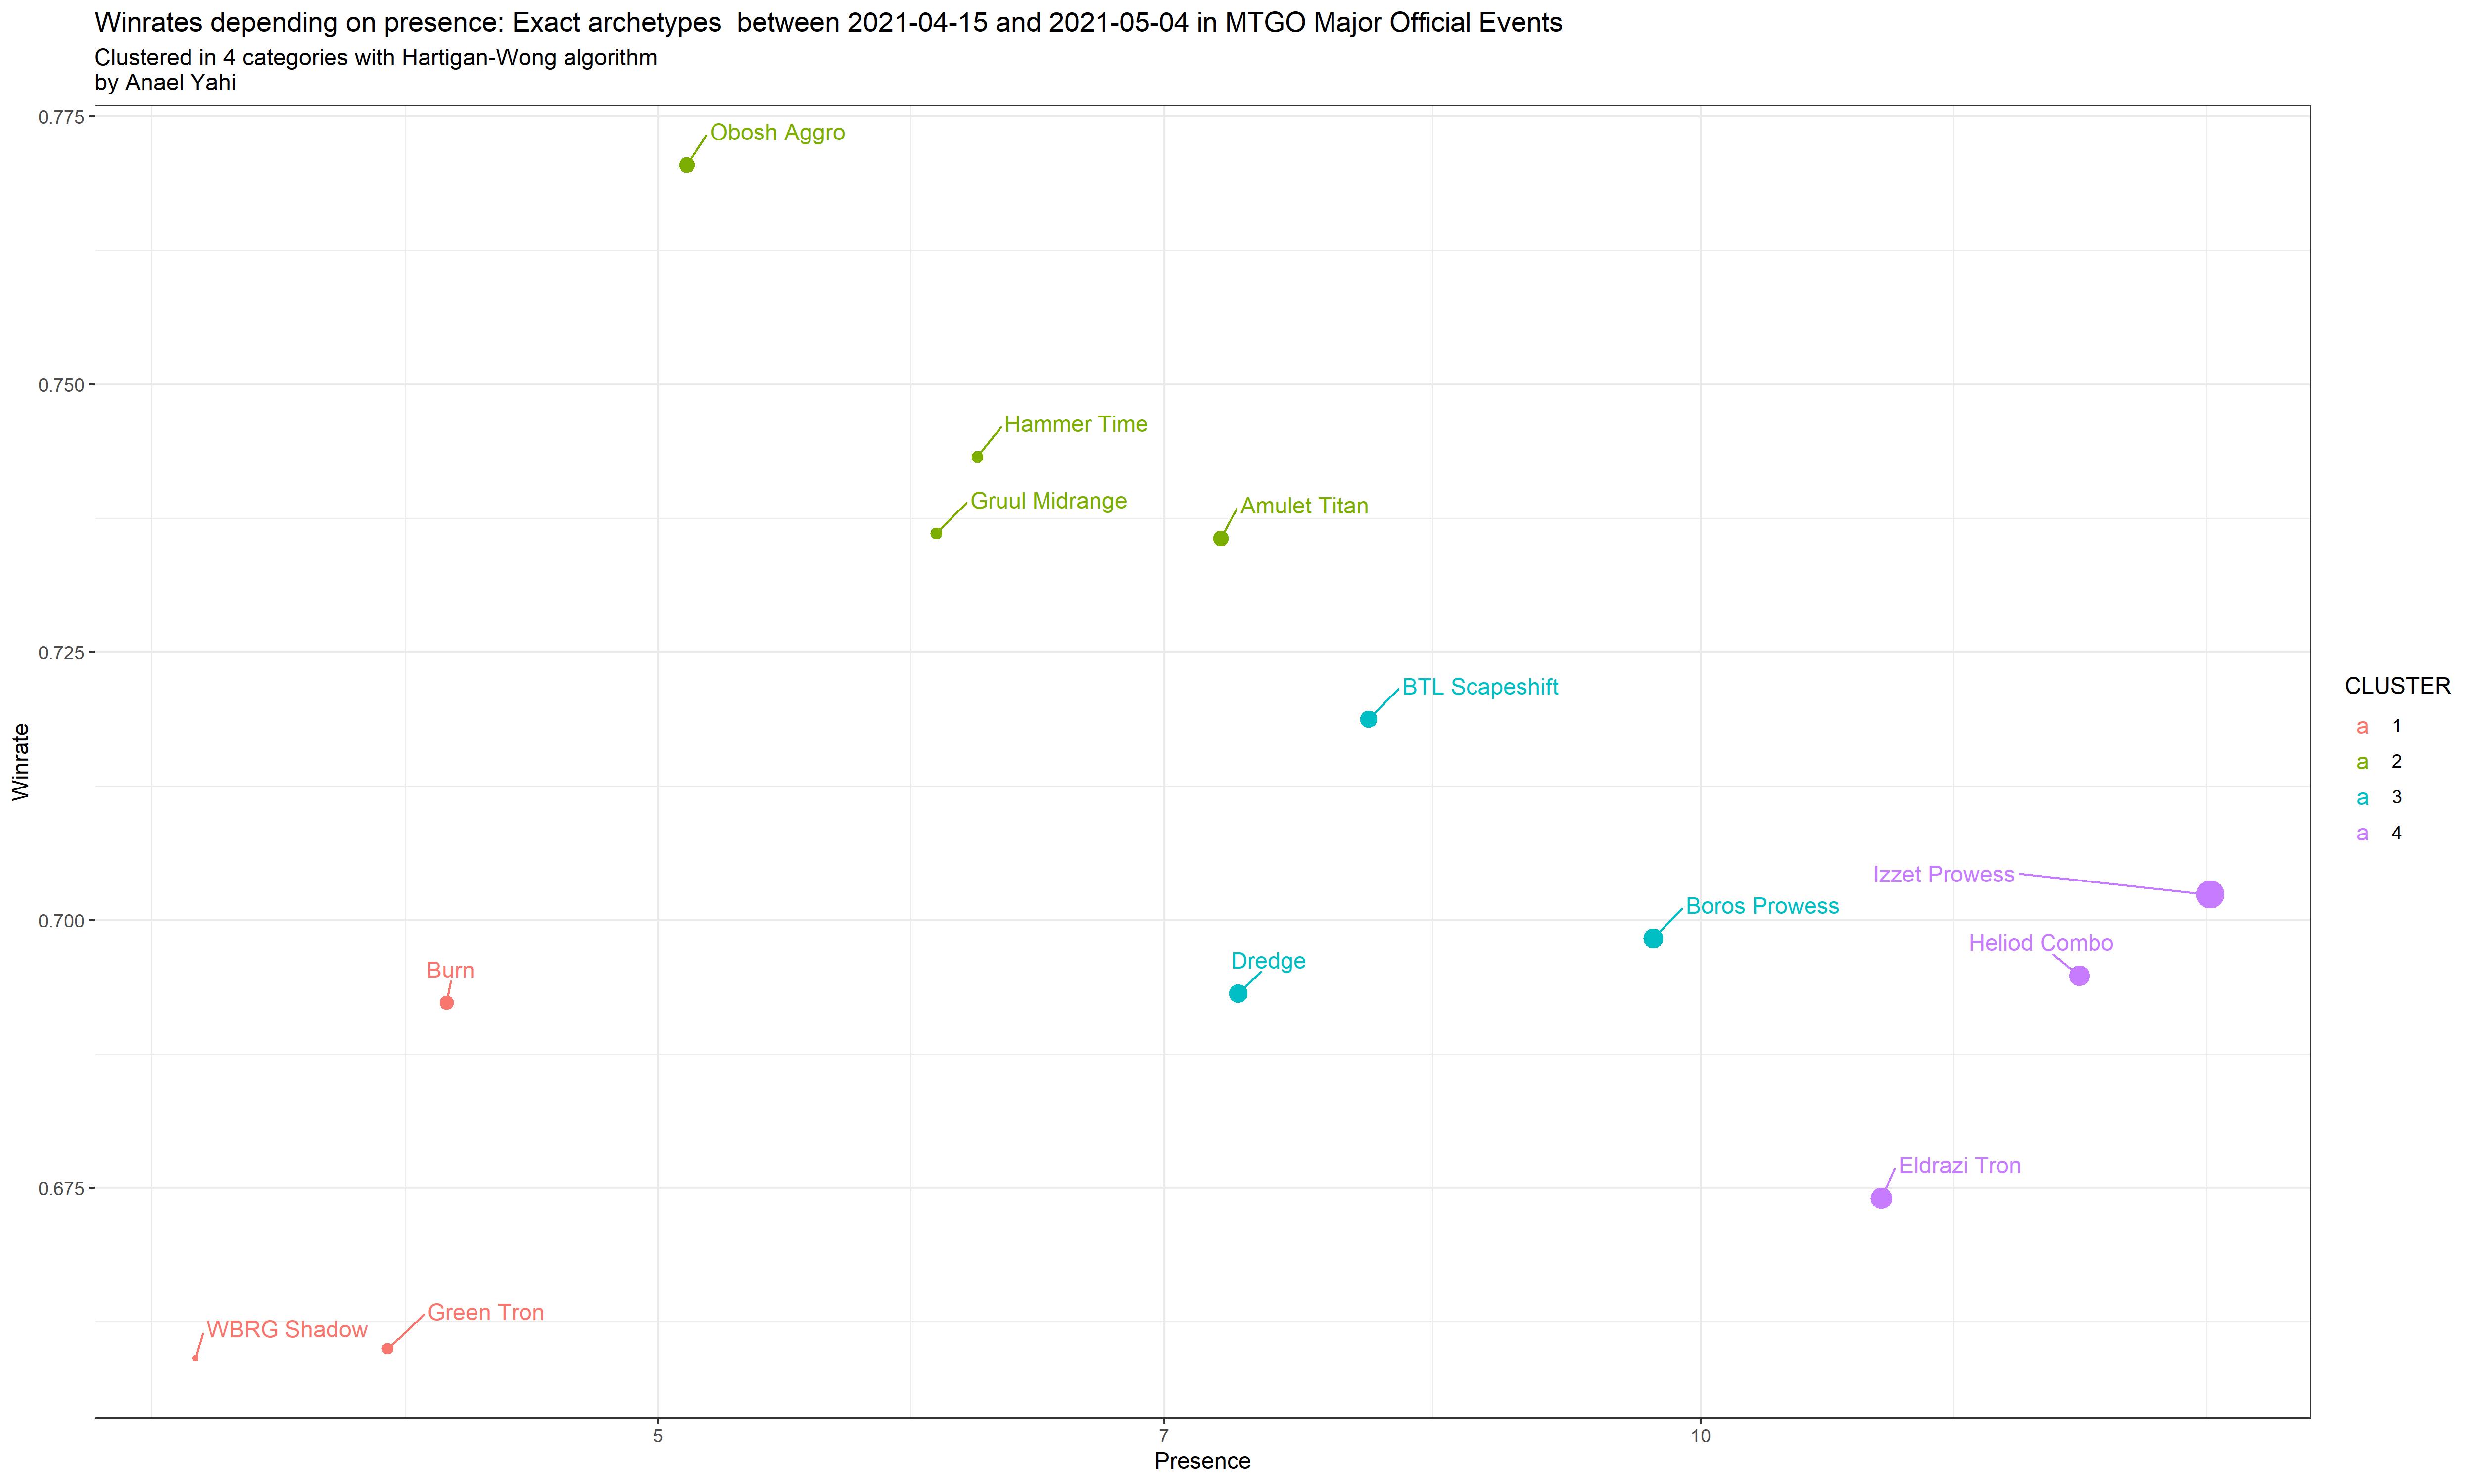 Winrates depending on presence: Exact archetypes  between 2021-04-15 and 2021-05-04 in MTGO Major Official Events
Clustered in 4 categories with Hartigan-Wong algorithm
by Anael Yahi
0.775
Obosh Aggro
0.750
Hammer Time
Gruul Midrange
Amulet Titan
0.725
BTL Scapeshift
CLUSTER
a 1
a 2
a 3
a 4
Winrate
Izzet Prowess
Boros Prowess
0.700
Heliod Combo
Dredge
Burn
Eldrazi Tron
0.675
Green Tron
WBRG Shadow
5
7
10
Presence